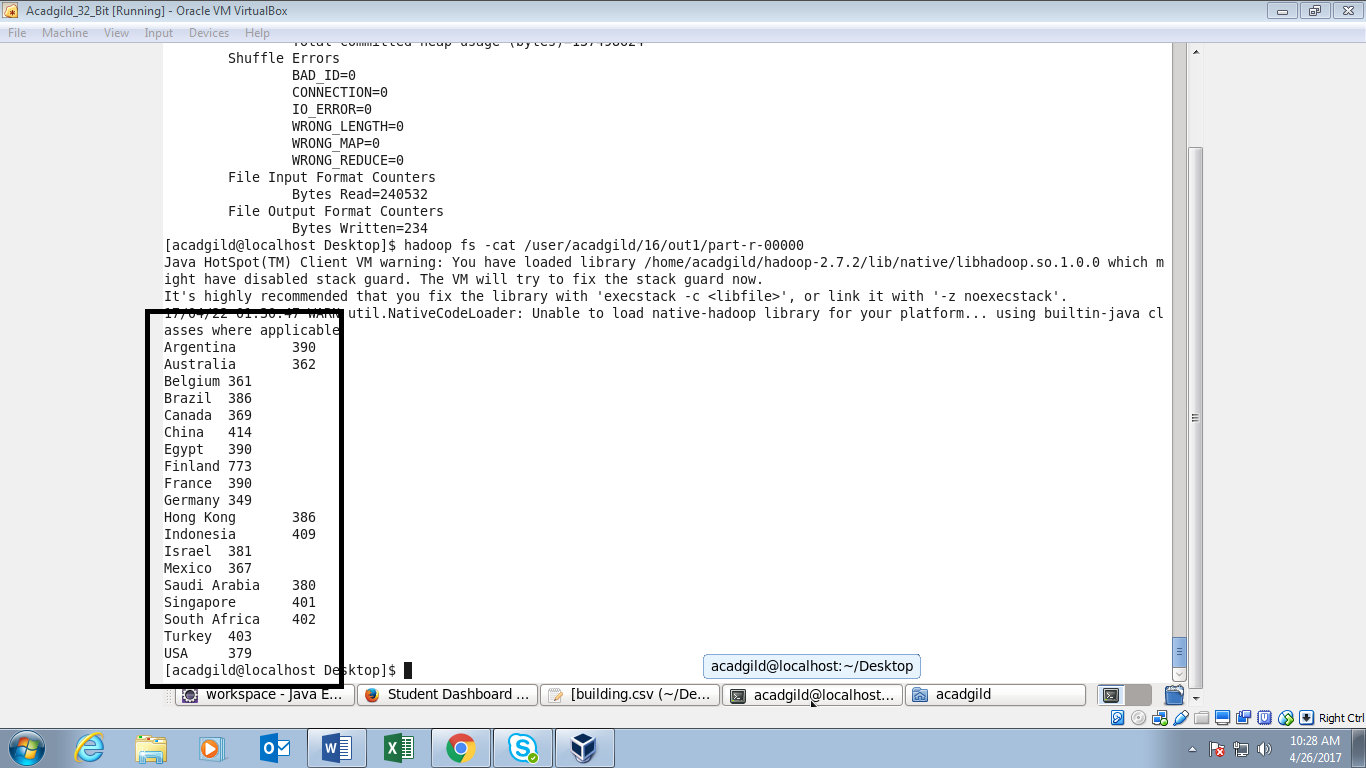 Acadgild_32_Bit [Running] - Oracle VM VirtualBox
File Machine View Input Devices Help
Total committed heap usage (bytes)=137498624
Shuffle Errors
BAD_ID=0
CONNECTION=0
IO_ERROR=0
WRONG_LENGTH=0
WRONG_MAP=0
WRONG_REDUCE=0
File Input Format Counters
Bytes Read=240532
File Output Format Counters
Bytes Written=234
[acadgild@localhost Desktop]$ hadoop fs -cat /user/acadgild/16/out1/part-r-00000
Java HotSpot(TM) Client VM warning: You have loaded library /home/acadgild/hadoop-2.7.2/lib/native/libhadoop.so.1.0.0 which m
ight have disabled stack guard. The VM will try to fix the stack guard now.
It's highly recommended that you fix the library with 'execstack -c <libfile>', or link it with '-z noexecstack'.
17/04/22 01:30:47 WARN util.NativeCodeLoader: Unable to load native-hadoop library for your platform... using builtin-java cl
asses where applicable
Argentina 390
Australia 362
Belgium 361
Brazil 386
Canada 369
China 414
Egypt 390
Finland 773
France 390
Germany 349
Hong Kong 386
Indonesia 409
Israel 381
Mexico 367
Saudi Arabia 380
Singapore 401
South Africa 402
Turkey 403
USA 379
[acadgild@localhost Desktop]$
acadgild@localhost:~/Desktop
workspace - Java E...
Student Dashboard ...
[building.csv (~/De...
acadgild@localhost...
acadgild
Right Ctrl
10:28 AM
4/26/2017